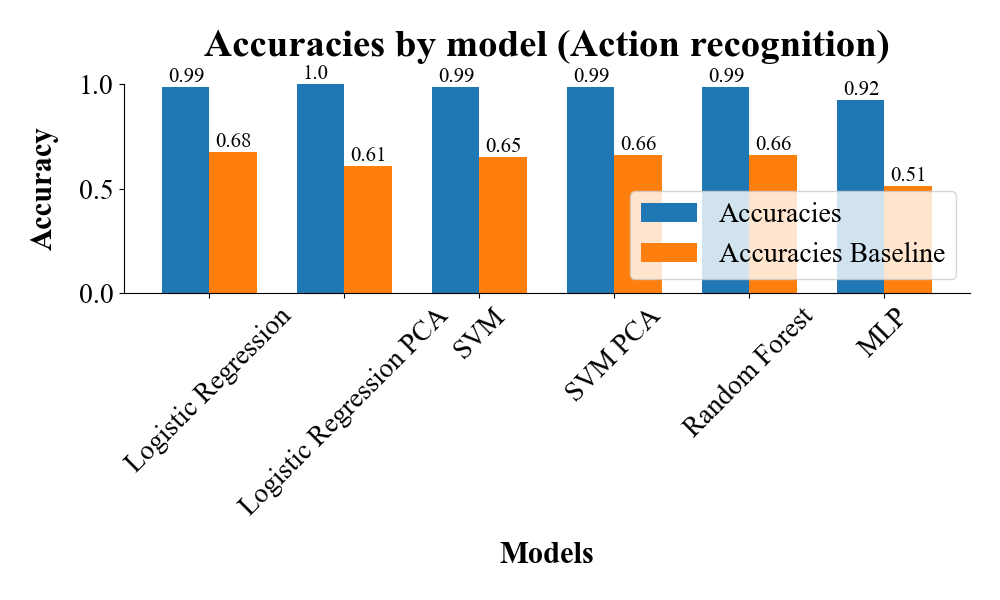 Accuracies by model (Action recognition)
0.99 1.0 0.99 0.99 0.99 0.92
0.68 0.61 0.65 0.66 0.66 0.51
Accuracy
1.0
0.5
0.0
Accuracies
Accuracies Baseline
Logistic Regression
Logistic Regression PCA
SVM
SVM PCA
Random Forest
MLP
Models